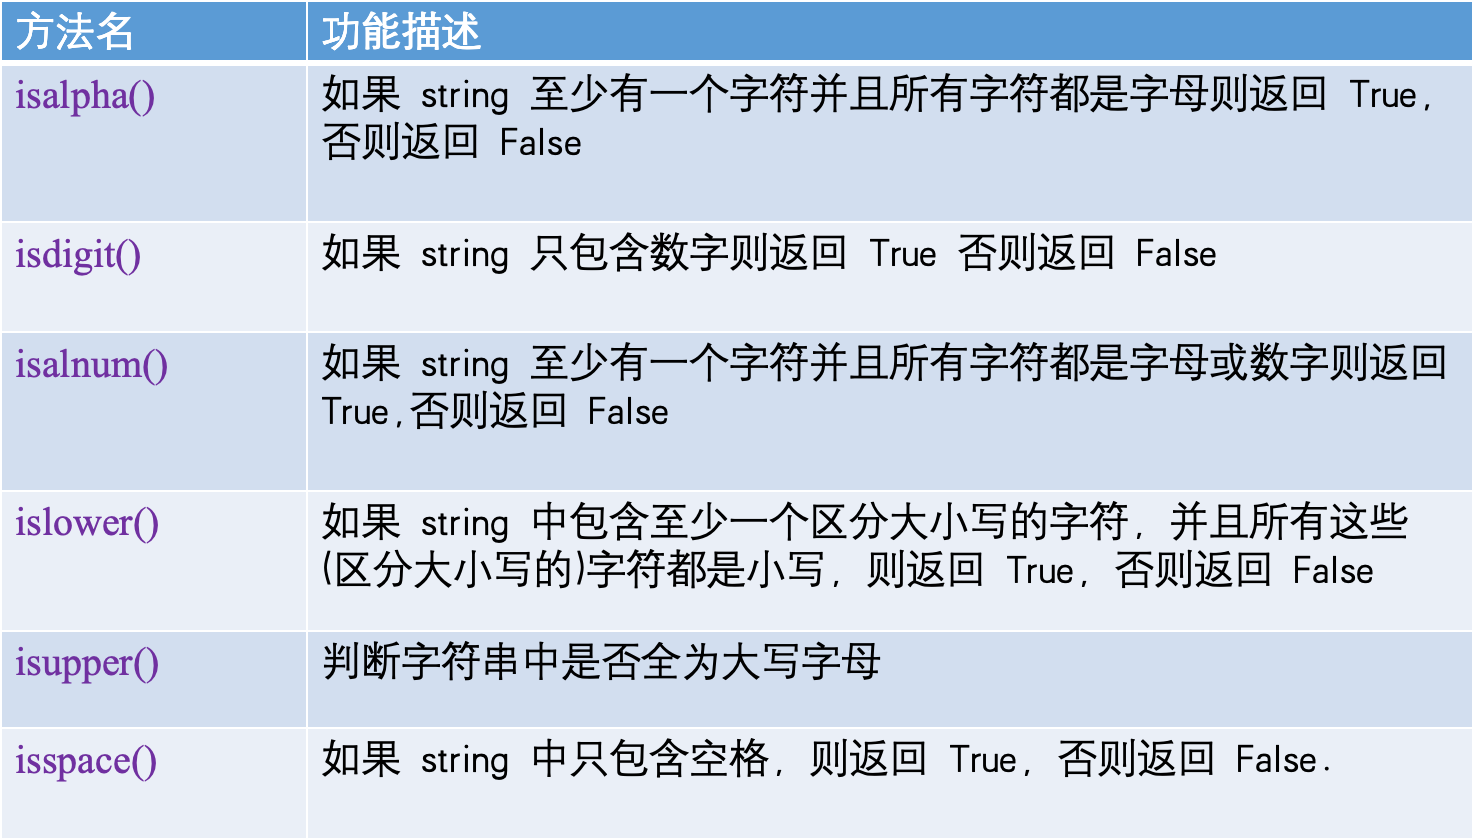 方法名 功能描述
isalpha() 如果 string 至少有一个字符并且所有字符都是字母则返回 True,
否则返回 False
isdigit() 如果 string 只包含数字则返回 True 否则返回 False
isalnum() 如果 string 至少有一个字符并且所有字符都是字母或数字则返回
True,否则返回 False
islower() 如果 string 中包含至少一个区分大小写的字符，并且所有这些
(区分大小写的)字符都是小写，则返回 True，否则返回 False
isupper() 判断字符串中是否全为大写字母
isspace() 如果 string 中只包含空格，则返回 True，否则返回 False.